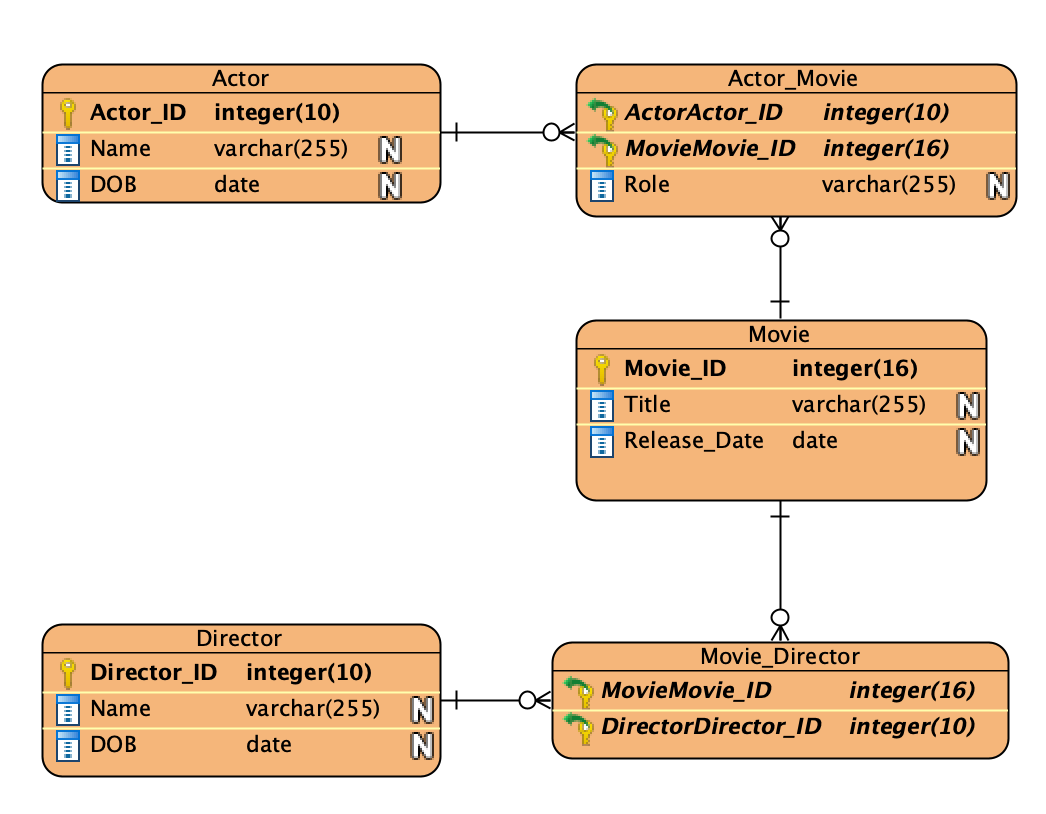 Actor
Actor_ID integer(10)
Name varchar(255) N
DOB date N
Actor_Movie
ActorActor_ID integer(10)
MovieMovie_ID integer(16)
Role varchar(255) N
Movie
Movie_ID integer(16)
Title varchar(255) N
Release_Date date N
Director
Director_ID integer(10)
Name varchar(255) N
DOB date N
Movie_Director
MovieMovie_ID integer(16)
DirectorDirector_ID integer(10)